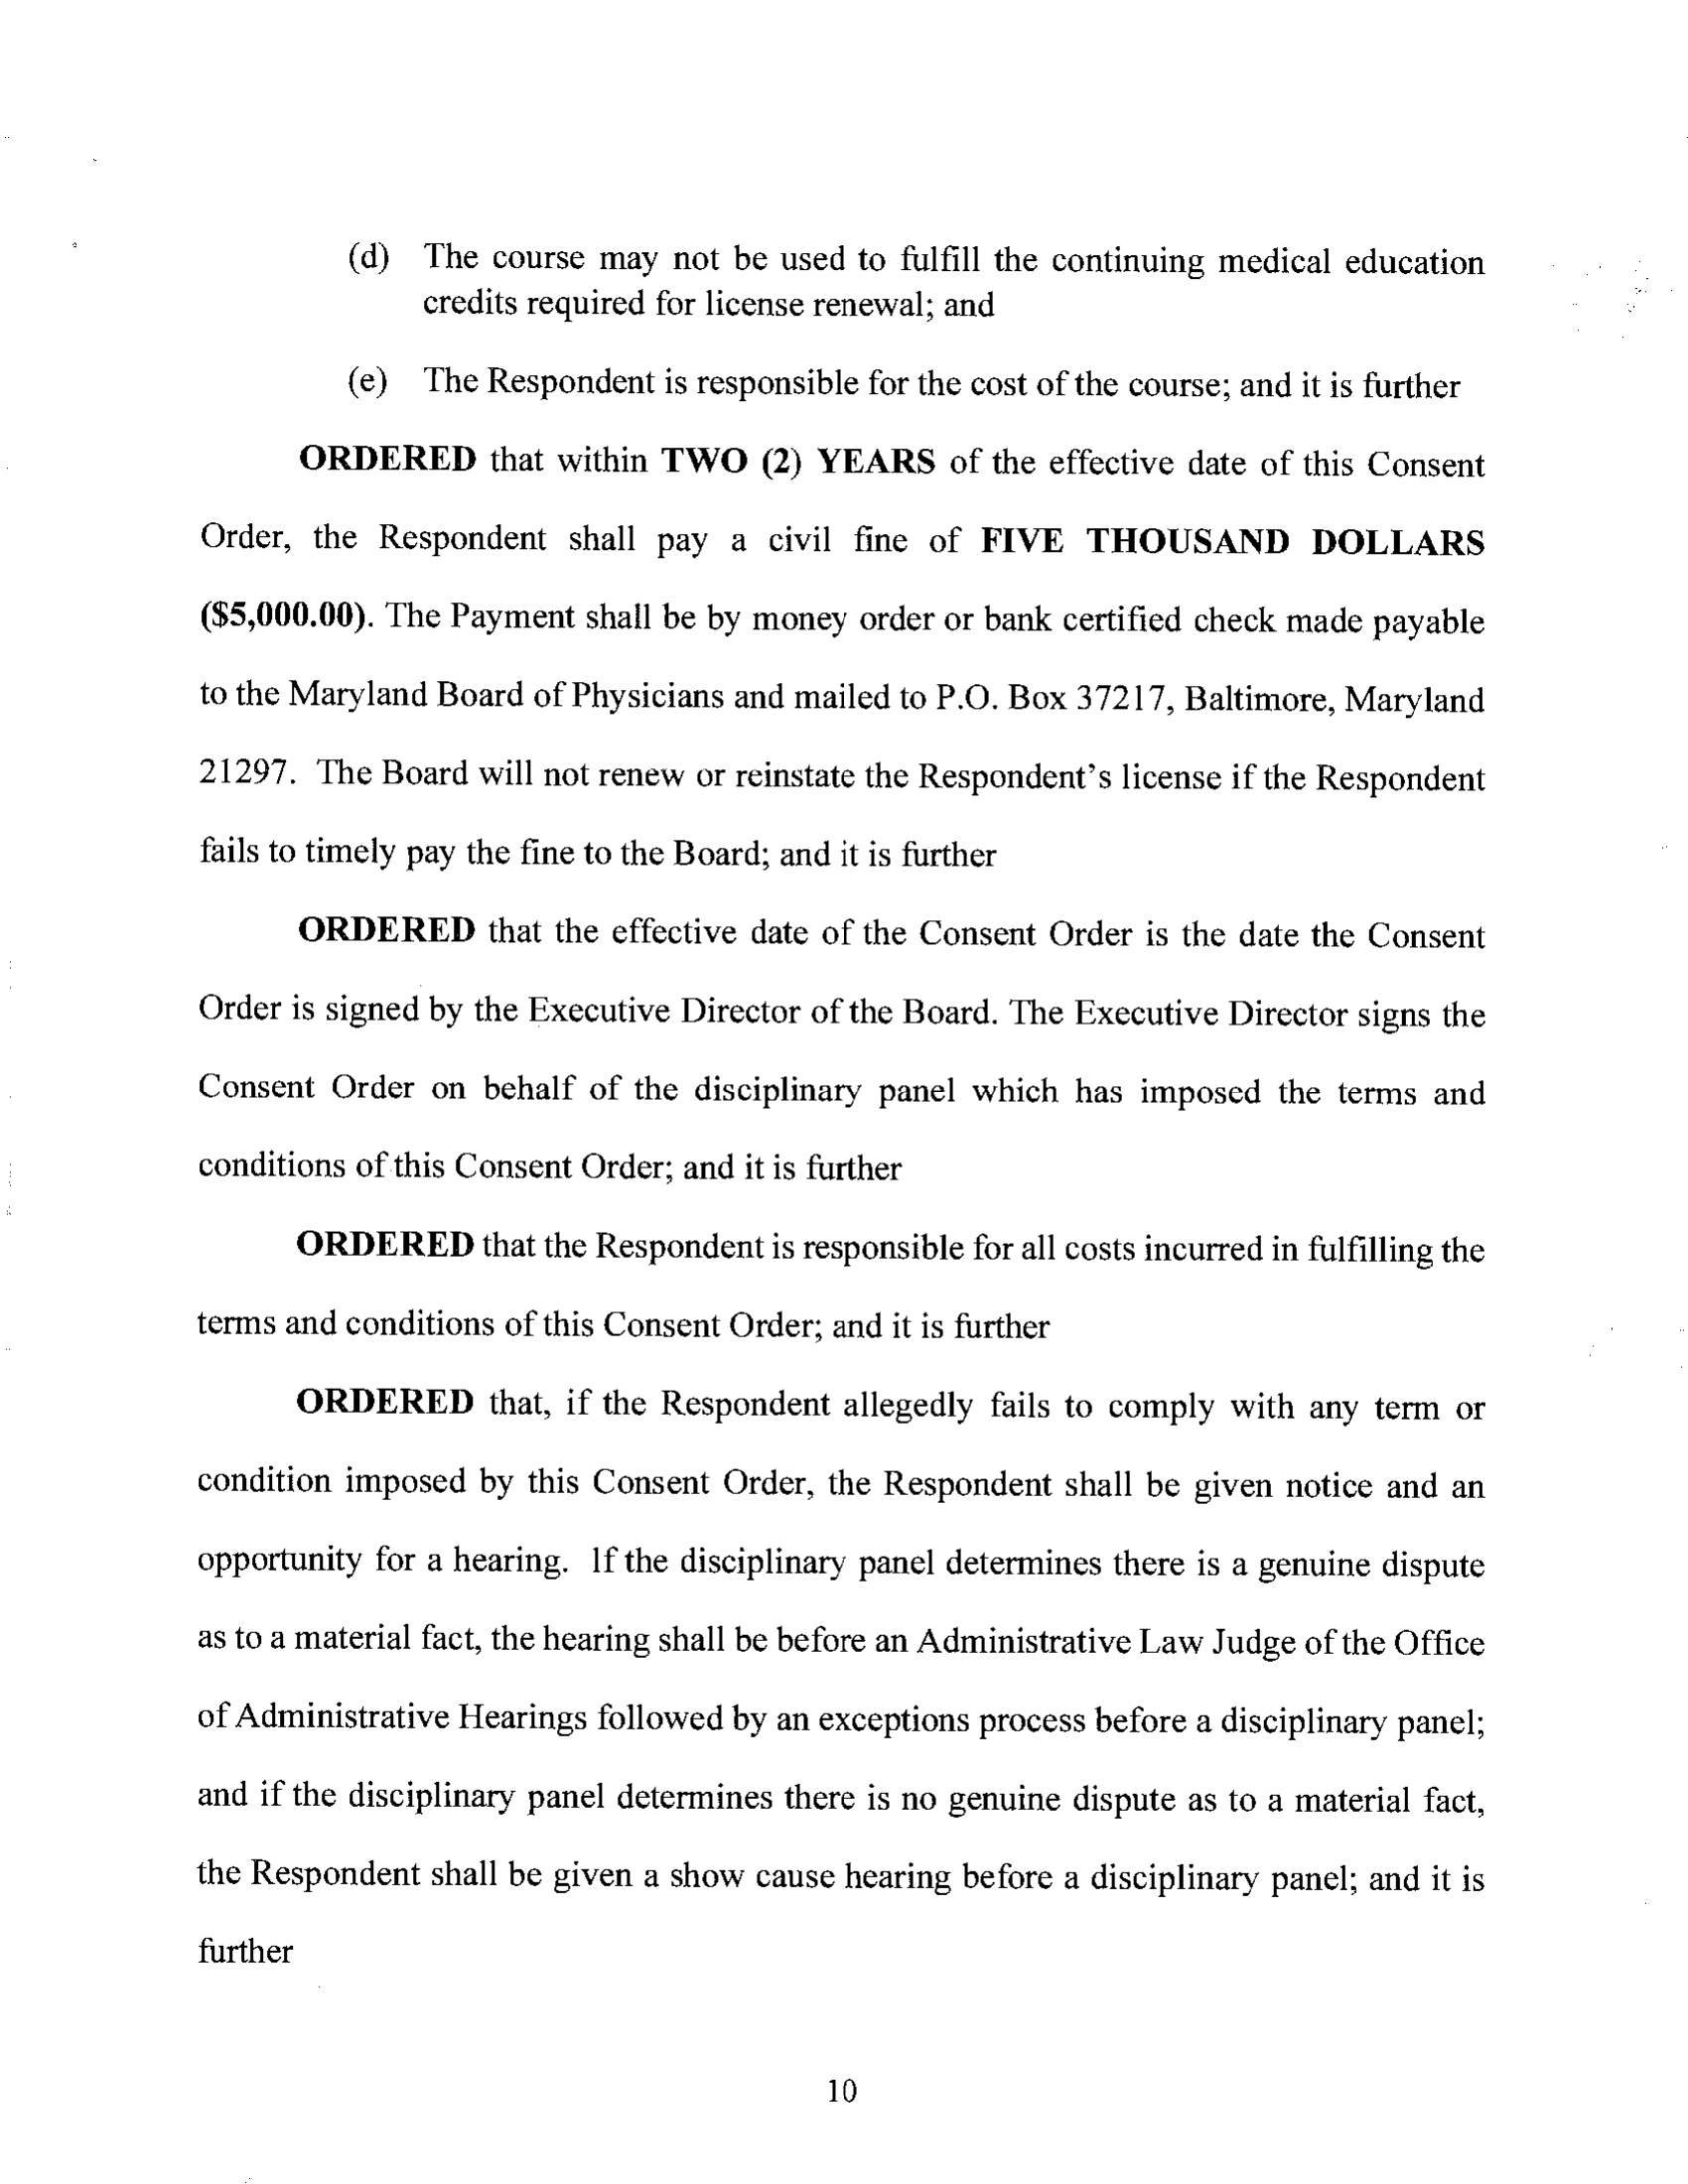 (d) The course may not be used to fulfill the continuing medical education
credits required for license renewal; and
(e) The Respondent is responsible for the cost of the course; and it is further
ORDERED that within TWO (2) YEARS of the effective date of this Consent
Order, the Respondent shall pay a civil fine of FIVE THOUSAND DOLLARS
($5,000.00). The Payment shall be by money order or bank certified check made payable
to the Maryland Board of Physicians and mailed to P.O. Box 37217, Baltimore, Maryland
21297. The Board will not renew or reinstate the Respondent's license if the Respondent
fails to timely pay the fine to the Board; and it is further
ORDERED that the effective date of the Consent Order is the date the Consent
Order is signed by the Executive Director of the Board. The Executive Director signs the
Consent Order on behalf of the disciplinary panel which has imposed the terms and
conditions of this Consent Order; and it is further
ORDERED that the Respondent is responsible for all costs incurred in fulfilling the
terms and conditions of this Consent Order; and it is further
ORDERED that, if the Respondent allegedly fails to comply with any term or
condition imposed by this Consent Order, the Respondent shall be given notice and an
opportunity for a hearing. If the disciplinary panel determines there is a genuine dispute
as to a material fact, the hearing shall be before an Administrative Law Judge of the Office
of Administrative Hearings followed by an exceptions process before a disciplinary panel;
and if the disciplinary panel determines there is no genuine dispute as to a material fact,
the Respondent shall be given a show cause hearing before a disciplinary panel; and it is
further
10